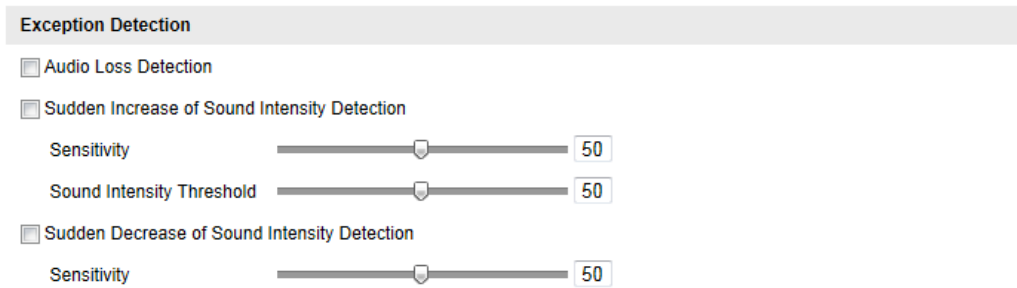 Exception Detection
Audio Loss Detection
Sudden Increase of Sound Intensity Detection
Sensitivity 50
Sound Intensity Threshold 50
Sudden Decrease of Sound Intensity Detection
Sensitivity 50